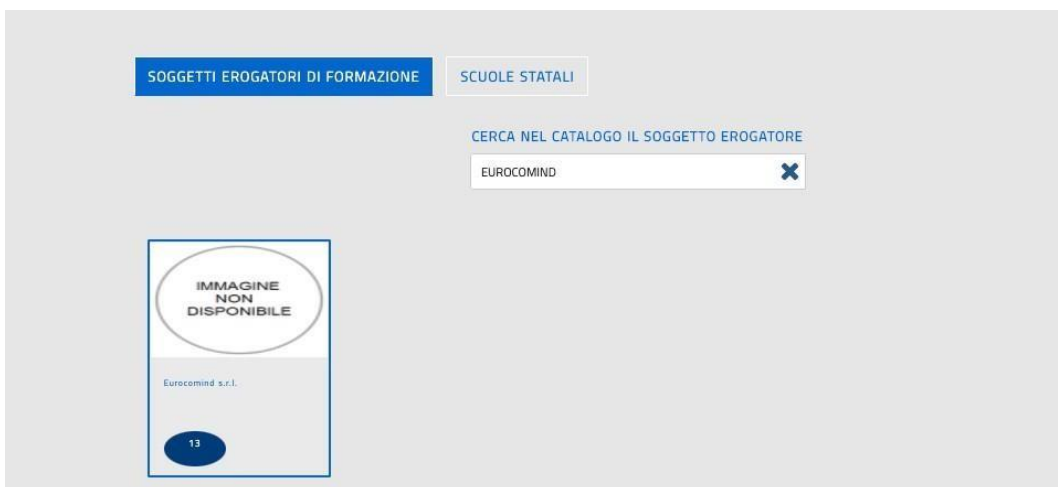 SOGGETTI EROGATORI DI FORMAZIONE
SCUOLE STATALI
CERCA NEL CATALOGO IL SOGGETTO EROGATORE
EUROCOMIND
IMMAGINE
NON
DISPONIBILE
Eurocomind s.r.l.
13